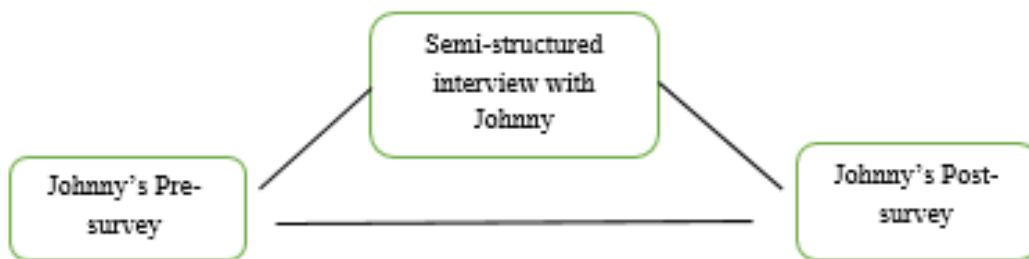 Semi-structured
interview with
Johnny
Johnny's Pre-
survey
Johnny's Post-
survey